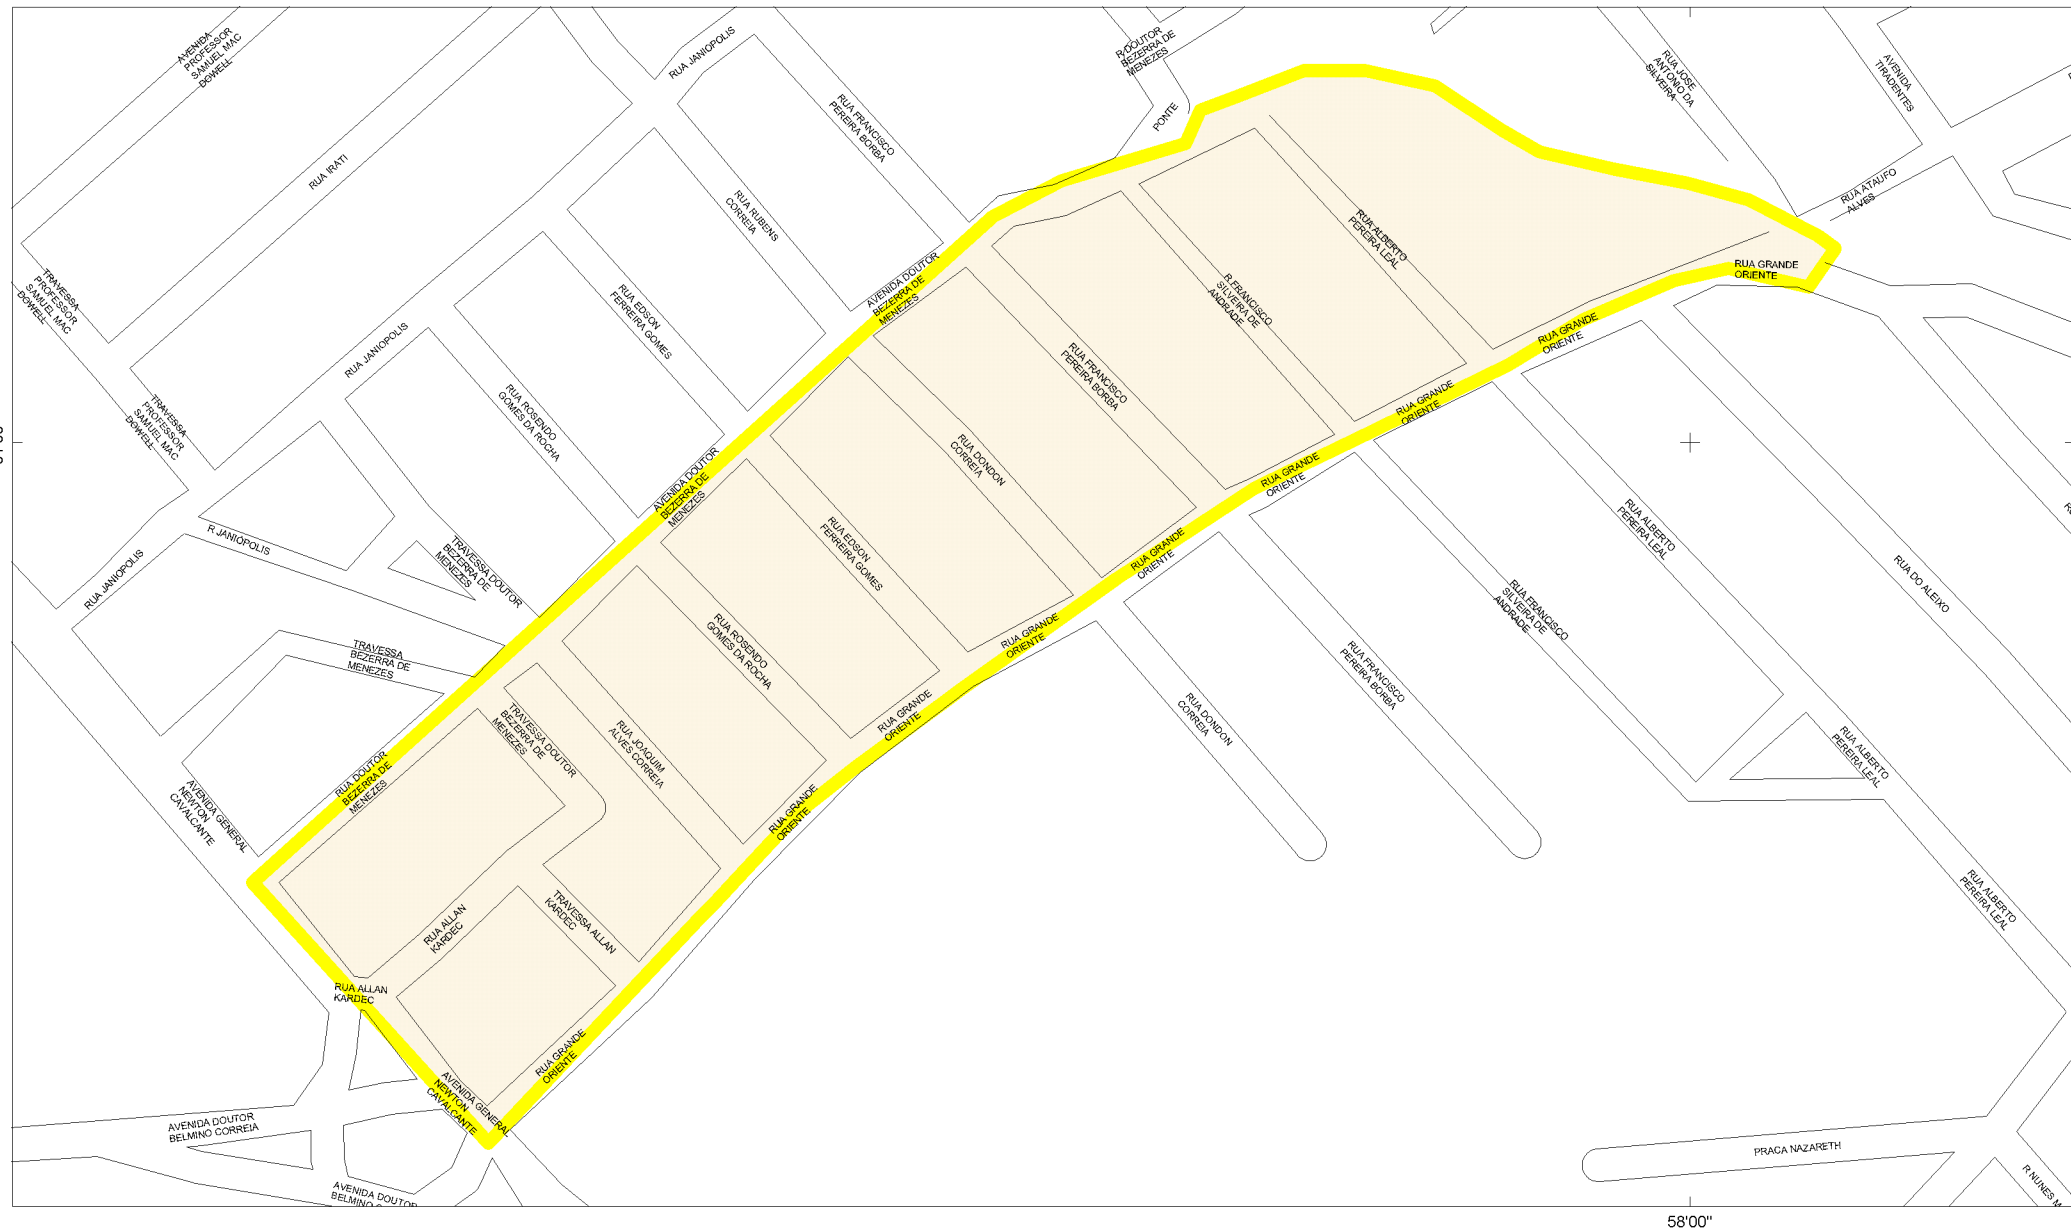 AVENIDA
PROFESSOR
SAMUEL MAC
DOWELL
RUA JANIOPOLIS
R DOUTOR
BEZERRA DE
MENEZES
RUA JOSE
ANTONIO DA
SILVEIRA
AVENIDA
TIRADENTES
RUA FRANCISCO
PEREIRA BORBA
PONTE
RUA IRATI
RUA RUBENS
CORREIA
RUA ATAUFO
ALVES
RUA ALBERTO
PEREIRA LEAL
RUA GRANDE
ORIENTE
TRAVESSA
PROFESSOR
SAMUEL MAC
DOWELL
AVENIDA DOUTOR
BEZERRA DE
MENEZES
R.FRANCISCO
SILVEIRA DE
ANDRADE
RUA EDSON
FERREIRA GOMES
RUA JANIOPOLIS
RUA GRANDE
ORIENTE
RUA FRANCISCO
PEREIRA BORBA
RUA ROSENDO
GOMES DA ROCHA
RUA GRANDE
ORIENTE
TRAVESSA
PROFESSOR
SAMUEL MAC
DOWELL
RUA DONDON
CORREIA
AVENIDA DOUTOR
BEZERRA DE
MENEZES
RUA GRANDE
ORIENTE
RUA ALBERTO
PEREIRA LEAL
R JANIÓPOLIS
RUA EDSON
FERREIRA GOMES
RUA GRANDE
ORIENTE
TRAVESSA DOUTOR
BEZERRA DE
MENEZES
RUA JANIOPOLIS
RUA DO ALEIXO
RUA FRANCISCO
SILVEIRA DE
ANDRADE
RUA GRANDE
ORIENTE
RUA ROSENDO
GOMES DA ROCHA
TRAVESSA
BEZERRA DE
MENEZES
RUA FRANCISCO
PEREIRA BORBA
RUA GRANDE
ORIENTE
RUA DONDON
CORREIA
TRAVESSA DOUTOR
BEZERRA DE
MENEZES
RUA JOAQUIM
ALVES CORREIA
RUA ALBERTO
PEREIRA LEAL
RUA DOUTOR
BEZERRA DE
MENEZES
AVENIDA GENERAL
NEWTON
CAVALCANTE
RUA GRANDE
ORIENTE
RUA ALBERTO
PEREIRA LEAL
RUA ALLAN
KARDEC
TRAVESSA ALLAN
KARDEC
RUA ALLAN
KARDEC
RUA GRANDE
ORIENTE
AVENIDA GENERAL
NEWTON
CAVALCANTE
AVENIDA DOUTOR
BELMINO CORREIA
PRACA NAZARETH
AVENIDA DOUTOR
BELMINO
R NUNES
58'00"